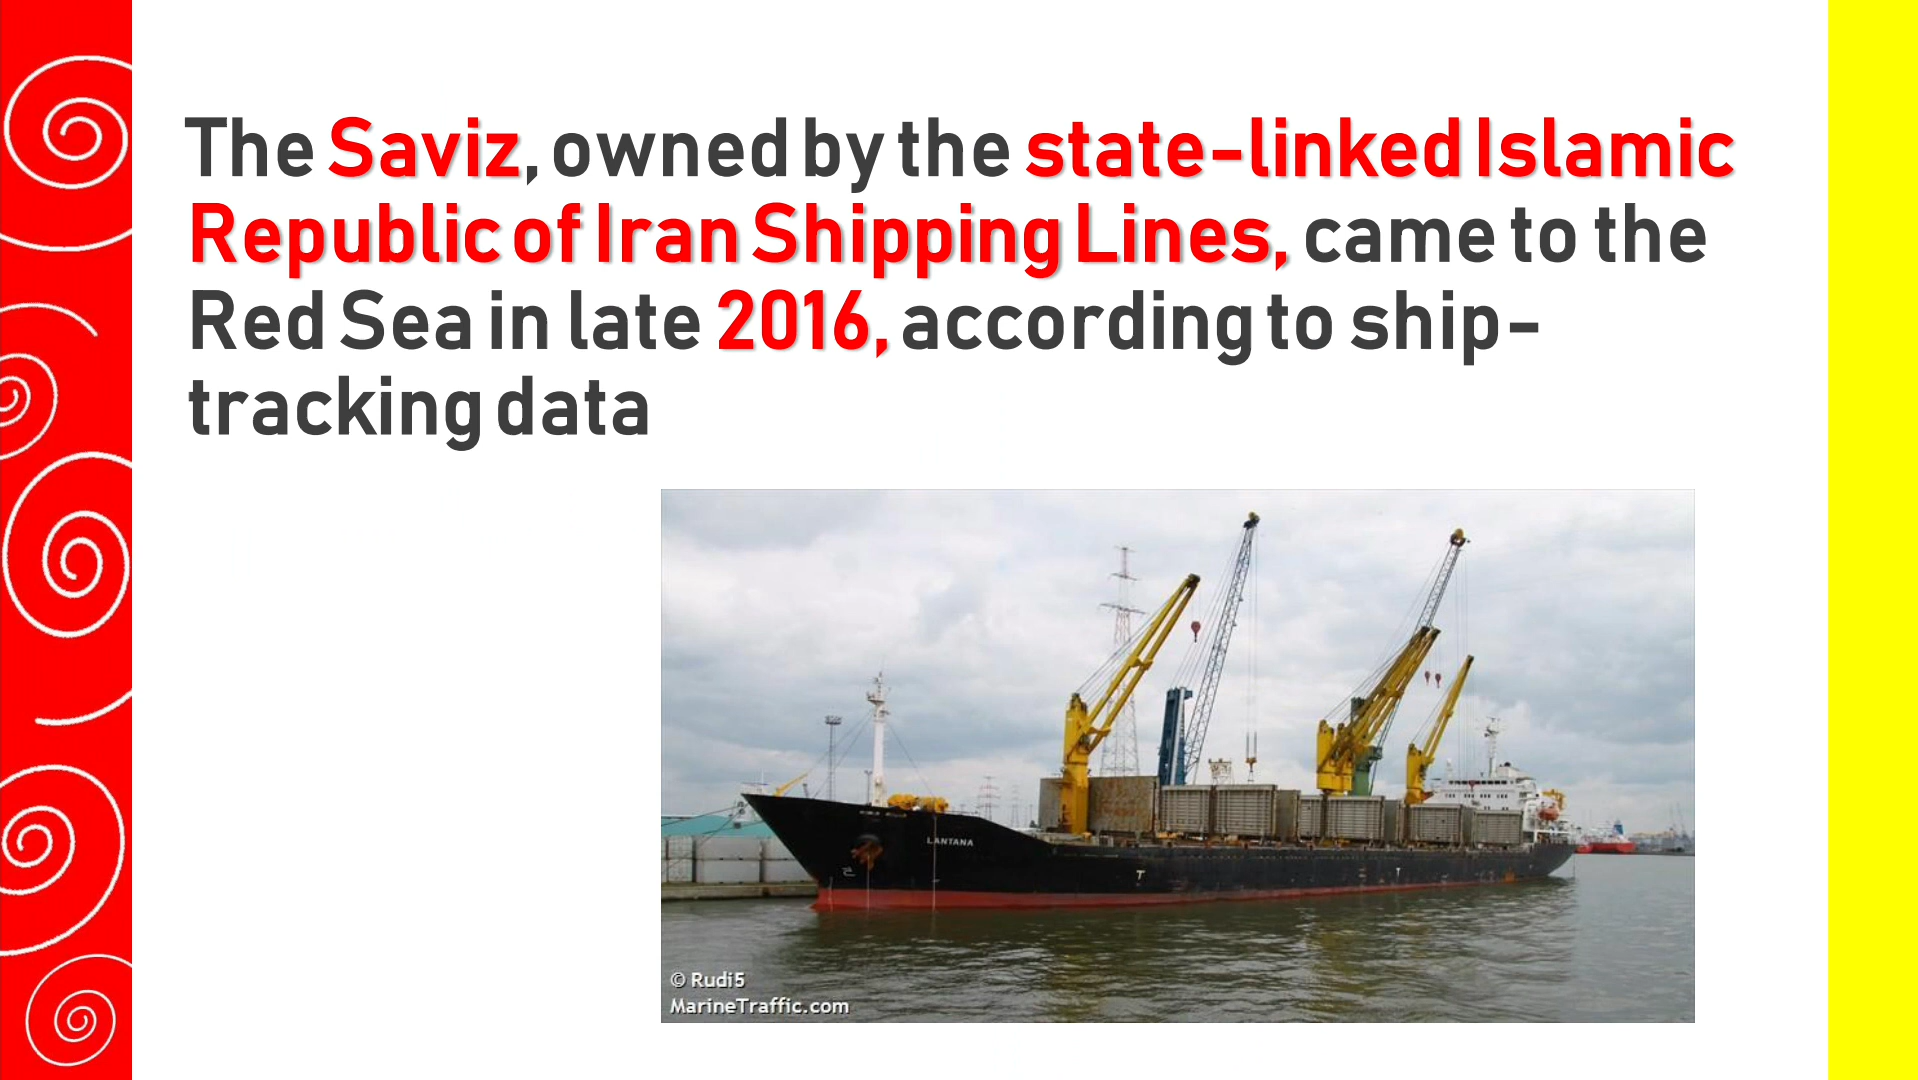 The Saviz, owned by the state-linked Islamic
Republic of Iran Shipping Lines, came to the
Red Sea in late 2016, according to ship-
tracking data
LANTANA
© Rudi5
MarineTraffic.com